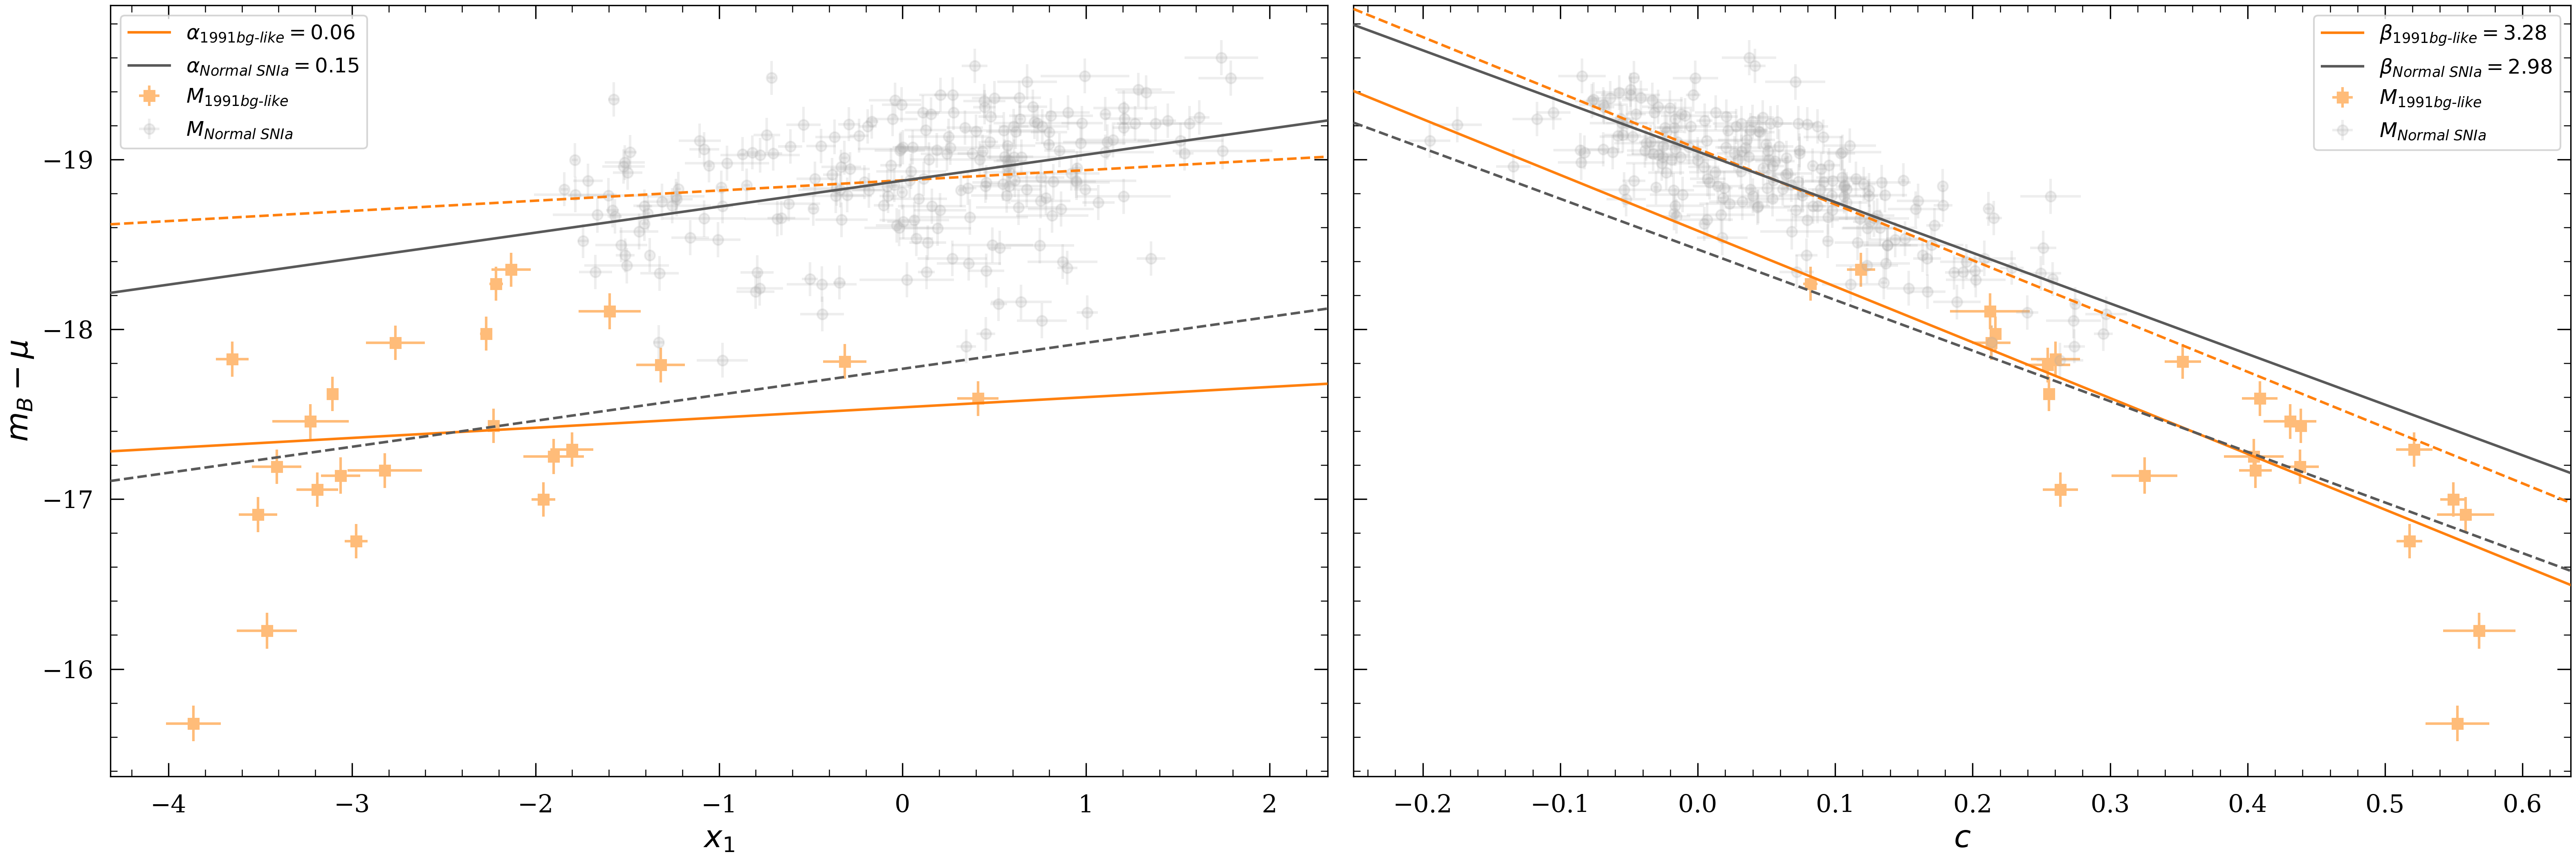 α1991bg-like = 0.06
αNormal SNIa = 0.15
M1991bg-like
MNormal SNIa
β1991bg-like = 3.28
βNormal SNIa = 2.98
M1991bg-like
MNormal SNIa
−19
−18
−17
−16
mB − μ
−4 −3 −2 −1 0 1 2
x1
−0.2 −0.1 0.0 0.1 0.2 0.3 0.4 0.5 0.6
c